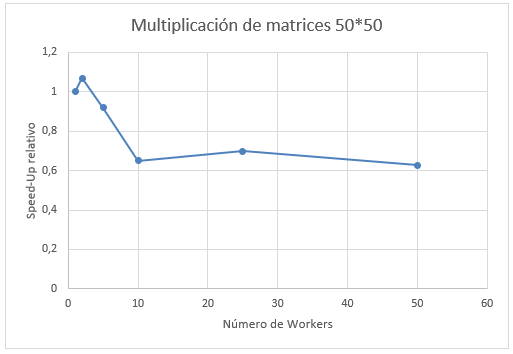 Multiplicación de matrices 50*50
1,2
1
0,8
0,6
0,4
0,2
0
Speed-Up relativo
0 10 20 30 40 50 60
Número de Workers